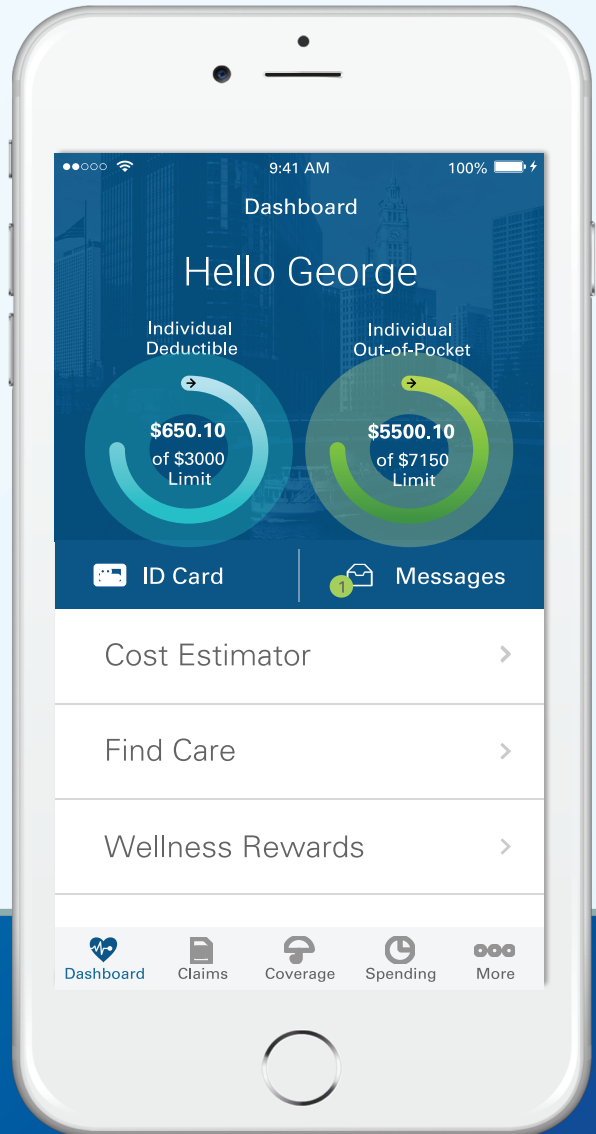 9:41 AM
100%
Dashboard
Hello George
Individual
Deductible
$650.10
of $3000
Limit
Individual
Out-of-Pocket
$5500.10
of $7150
Limit
ID Card
1
Messages
Cost Estimator
Find Care
Wellness Rewards
Dashboard
Claims
Coverage
Spending
More